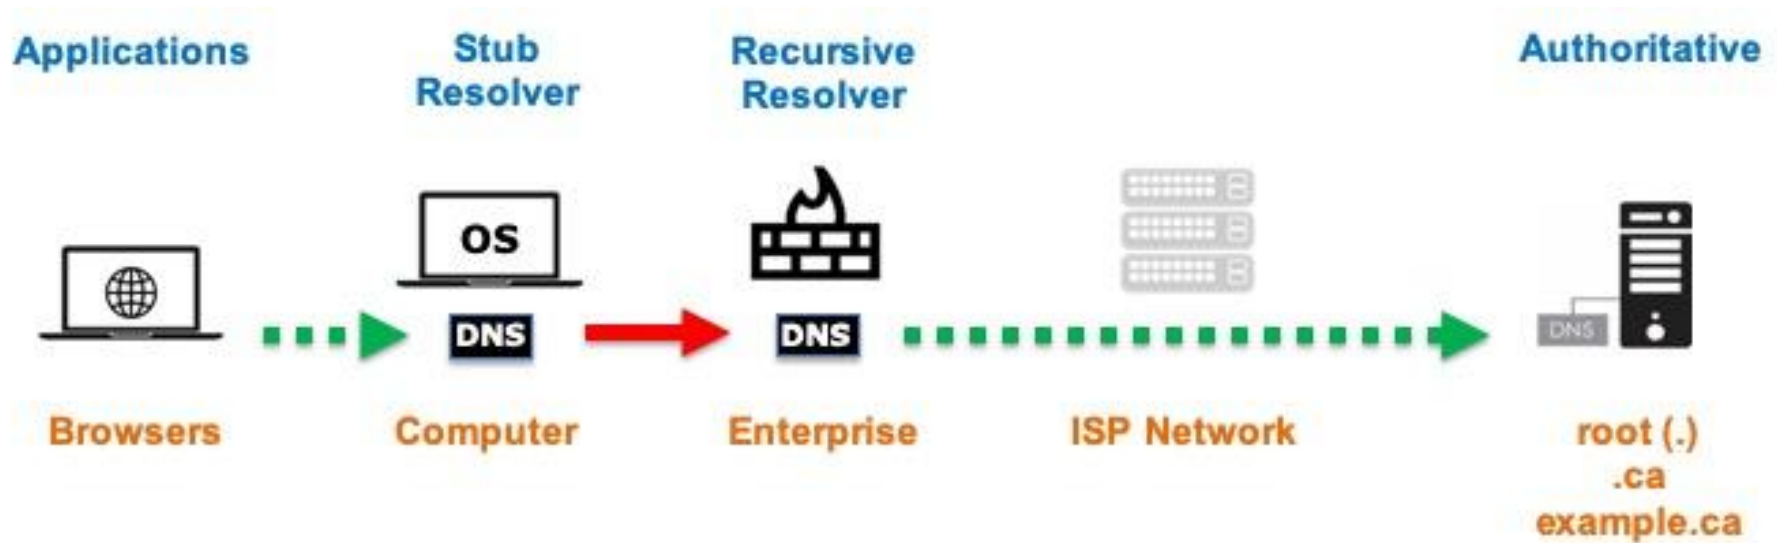 Applications
Stub
Resolver
Recursive
Resolver
Authoritative
OS
DNS
DNS
DNS
Browsers
Computer
Enterprise
ISP Network
root (.)
.ca
example.ca